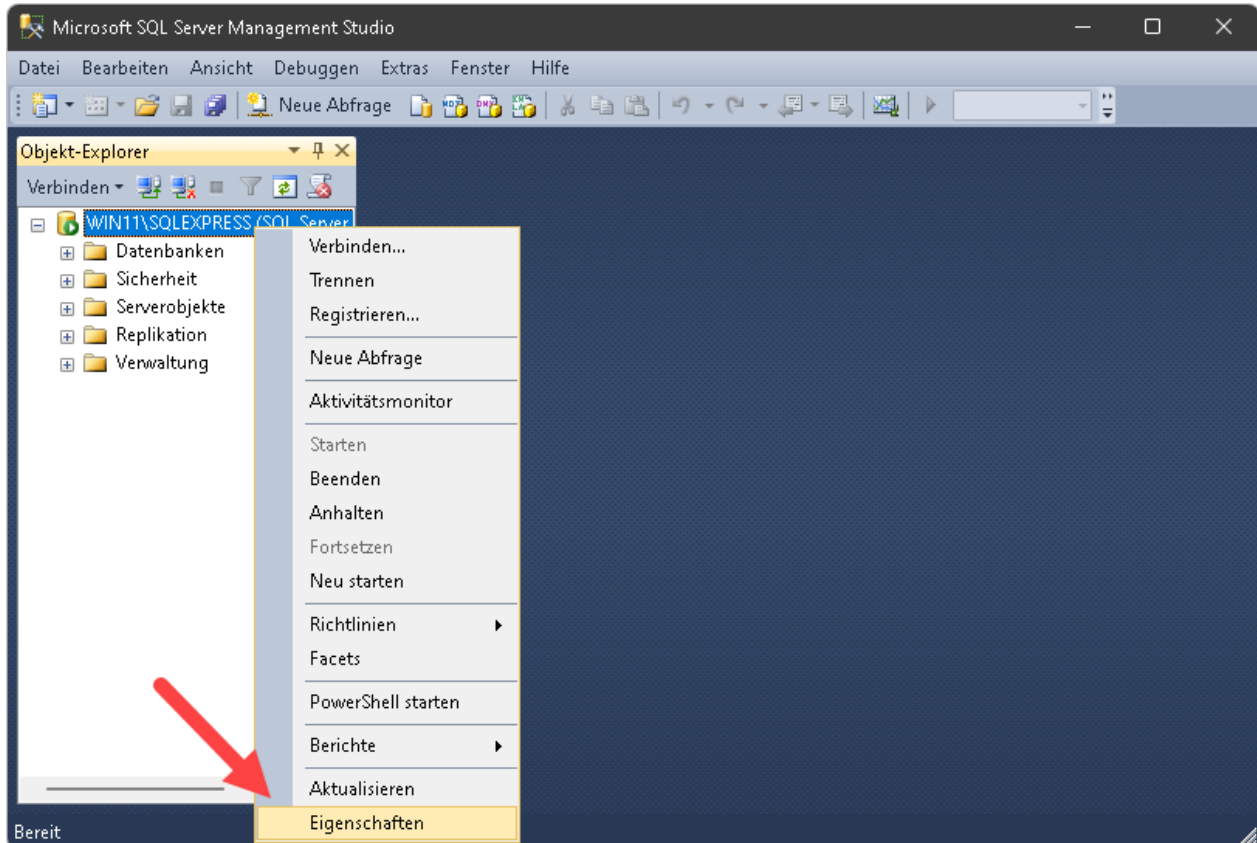 Microsoft SQL Server Management Studio
Datei Bearbeiten Ansicht Debuggen Extras Fenster Hilfe
Neue Abfrage
Objekt-Explorer
Verbinden
WIN11\SQLEXPRESS (SQL Server
Datenbanken
Sicherheit
Serverobjekte
Replikation
Verwaltung
Verbinden...
Trennen
Registrieren...
Neue Abfrage
Aktivitätsmonitor
Starten
Beenden
Anhalten
Fortsetzen
Neu starten
Richtlinien
Facets
PowerShell starten
Berichte
Aktualisieren
Eigenschaften
Bereit